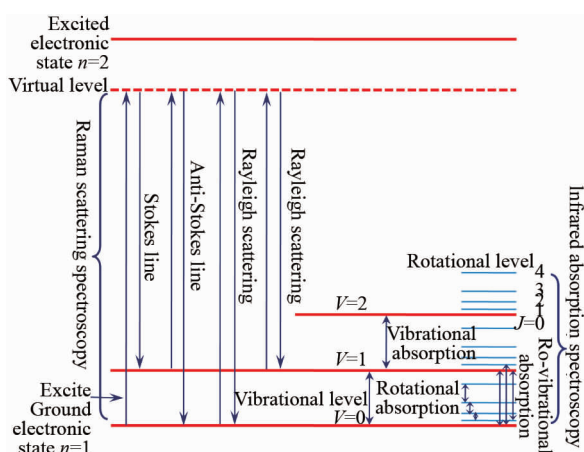 Excited
electronic
state n=2
Virtual level
Raman scattering spectroscopy
Stokes line
Anti-Stokes line
Rayleigh scattering
Rayleigh scattering
Infrared absorption spectroscopy
Rotational level
4
3
2
1
J=0
V=2
Vibrational
absorption
V=1
Ro-vibrational
absorption
Excite
Ground
electronic
state n=1
Vibrational level
V=0
Rotational
absorption